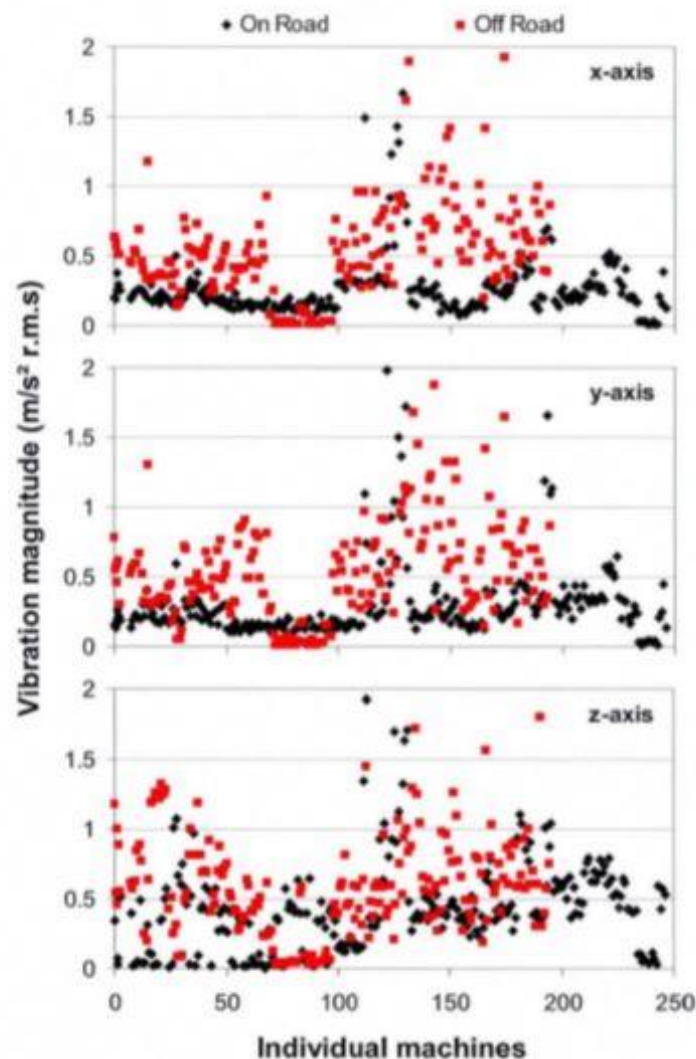 On Road Off Road
2
x-axis
1.5
1
0.5
0
2
y-axis
1.5
1
0.5
0
2
z-axis
1.5
1
0.5
0
0 50 100 150 200 250
Vibration magnitude (m/s² r.m.s)
Individual machines